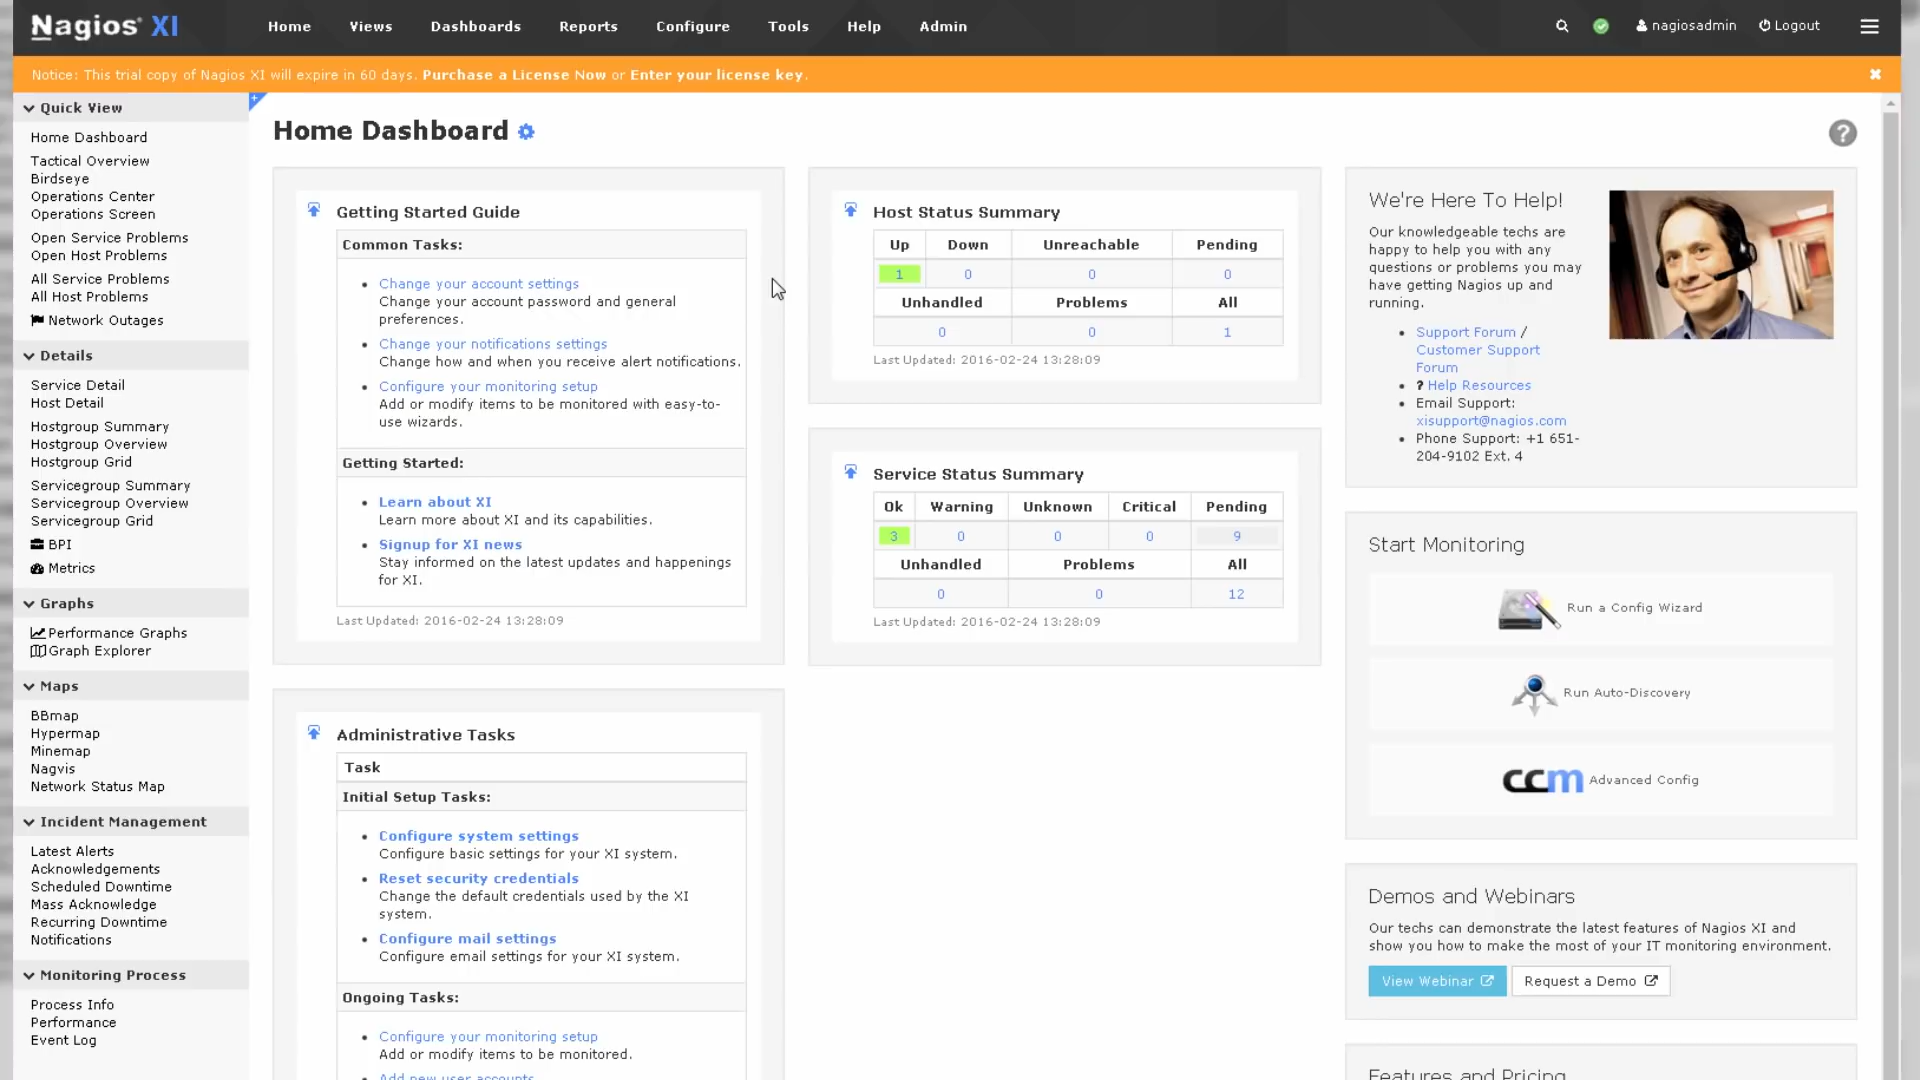 Nagios® XI
Home
Views
Dashboards
Reports
Configure
Tools
Help
Admin
nagiosadmin
Logout
Notice: This trial copy of Nagios XI will expire in 60 days. Purchase a License Now or Enter your license key.
Quick View
Home Dashboard
Tactical Overview
Birdseye
Operations Center
Operations Screen
Open Service Problems
Open Host Problems
All Service Problems
All Host Problems
Network Outages
Details
Service Detail
Host Detail
Hostgroup Summary
Hostgroup Overview
Hostgroup Grid
Servicegroup Summary
Servicegroup Overview
Servicegroup Grid
BPI
Metrics
Graphs
Performance Graphs
Graph Explorer
Maps
BBmap
Hypermap
Minemap
Nagvis
Network Status Map
Incident Management
Latest Alerts
Acknowledgements
Scheduled Downtime
Mass Acknowledge
Recurring Downtime
Notifications
Monitoring Process
Process Info
Performance
Event Log
Home Dashboard
Getting Started Guide
Common Tasks:
Change your account settings
Change your account password and general
preferences.
Change your notifications settings
Change how and when you receive alert notifications.
Configure your monitoring setup
Add or modify items to be monitored with easy-to-
use wizards.
Getting Started:
Learn about XI
Learn more about XI and its capabilities.
Signup for XI news
Stay informed on the latest updates and happenings
for XI.
Last Updated: 2016-02-24 13:28:09
Administrative Tasks
Task
Initial Setup Tasks:
Configure system settings
Configure basic settings for your XI system.
Reset security credentials
Change the default credentials used by the XI
system.
Configure mail settings
Configure email settings for your XI system.
Ongoing Tasks:
Configure your monitoring setup
Add or modify items to be monitored.
Add new user accounts
Host Status Summary
Up Down Unreachable Pending
1 0 0 0
Unhandled Problems All
0 0 1
Last Updated: 2016-02-24 13:28:09
Service Status Summary
Ok Warning Unknown Critical Pending
3 0 0 0 9
Unhandled Problems All
0 0 12
Last Updated: 2016-02-24 13:28:09
We're Here To Help!
Our knowledgeable techs are
happy to help you with any
questions or problems you may
have getting Nagios up and
running.
Support Forum /
Customer Support
Forum
? Help Resources
Email Support:
xisupport@nagios.com
Phone Support: +1 651-
204-9102 Ext. 4
Start Monitoring
Run a Config Wizard
Run Auto-Discovery
ccm Advanced Config
Demos and Webinars
Our techs can demonstrate the latest features of Nagios XI and
show you how to make the most of your IT monitoring environment.
View Webinar
Request a Demo
Features and Pricing